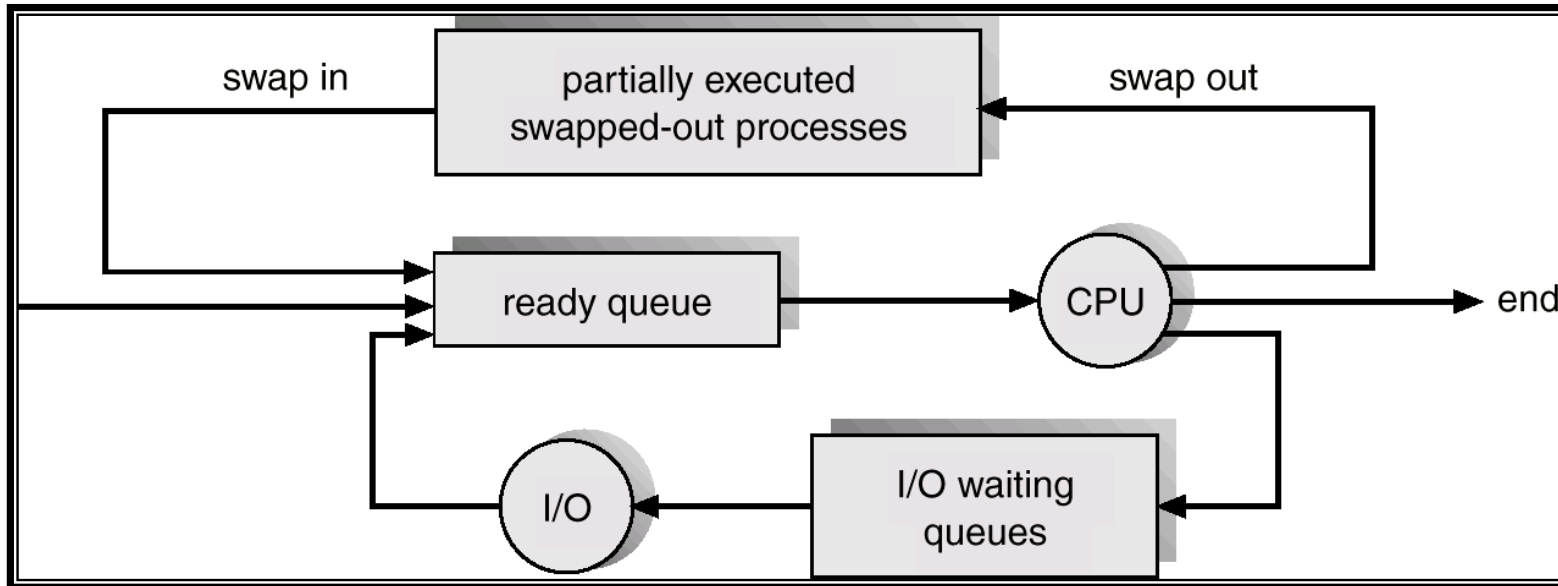 swap in
partially executed
swapped-out processes
swap out
ready queue
CPU
end
I/O
I/O waiting
queues